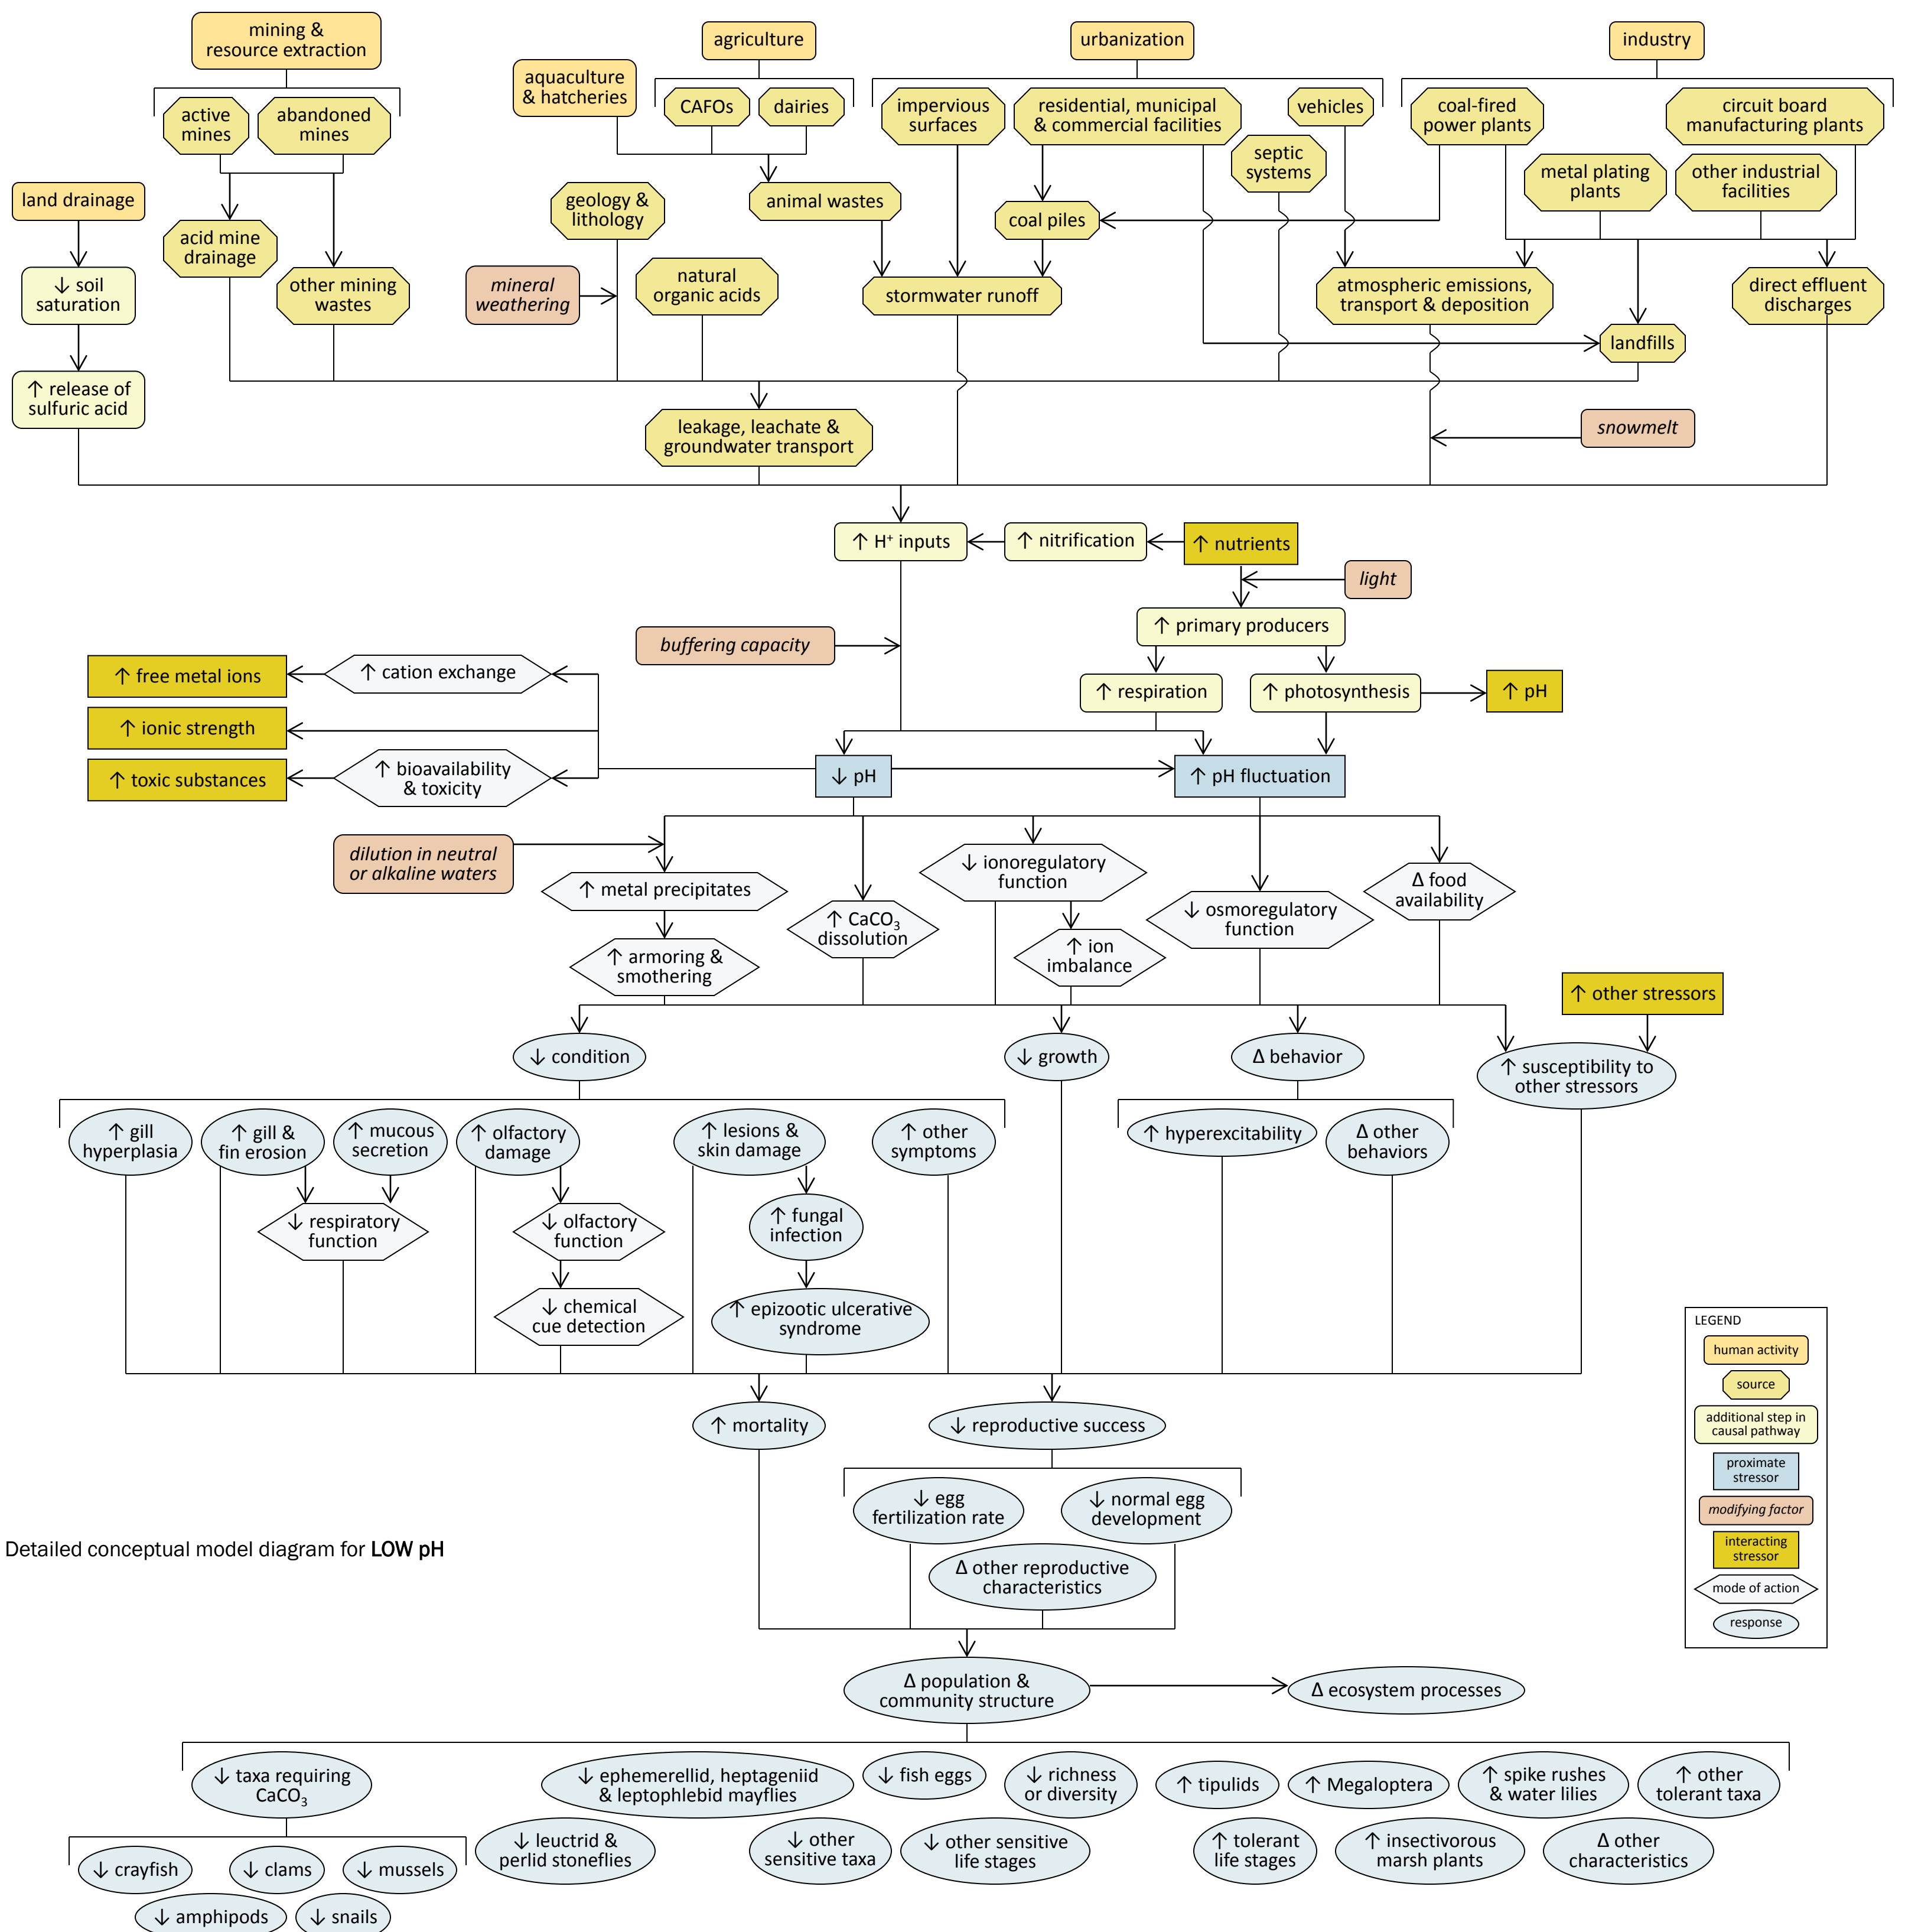 mining &
resource extraction
agriculture
urbanization
industry
aquaculture
& hatcheries
CAFOs
dairies
impervious
surfaces
residential, municipal
& commercial facilities
vehicles
coal-fired
power plants
circuit board
manufacturing plants
active
mines
abandoned
mines
septic
systems
metal plating
plants
other industrial
facilities
land drainage
geology &
lithology
animal wastes
coal piles
acid mine
drainage
↓ soil
saturation
other mining
wastes
mineral
weathering
natural
organic acids
stormwater runoff
atmospheric emissions,
transport & deposition
direct effluent
discharges
landfills
↑ release of
sulfuric acid
leakage, leachate &
groundwater transport
snowmelt
↑ H⁺ inputs
↑ nitrification
↑ nutrients
light
↑ primary producers
buffering capacity
↑ free metal ions
↑ cation exchange
↑ respiration
↑ photosynthesis
↑ pH
↑ ionic strength
↑ toxic substances
↑ bioavailability
& toxicity
↓ pH
↑ pH fluctuation
dilution in neutral
or alkaline waters
↑ metal precipitates
↓ ionoregulatory
function
Δ food
availability
↑ CaCO₃
dissolution
↓ osmoregulatory
function
↑ armoring &
smothering
↑ ion
imbalance
↑ other stressors
↓ condition
↓ growth
Δ behavior
↑ susceptibility to
other stressors
↑ gill
hyperplasia
↑ gill &
fin erosion
↑ mucous
secretion
↑ olfactory
damage
↑ lesions &
skin damage
↑ other
symptoms
↑ hyperexcitability
Δ other
behaviors
↓ respiratory
function
↓ olfactory
function
↑ fungal
infection
↓ chemical
cue detection
↑ epizootic ulcerative
syndrome
LEGEND
human activity
source
additional step in
causal pathway
proximate
stressor
modifying factor
interacting
stressor
mode of action
response
↑ mortality
↓ reproductive success
↓ egg
fertilization rate
↓ normal egg
development
Δ other reproductive
characteristics
Detailed conceptual model diagram for LOW pH
Δ population &
community structure
Δ ecosystem processes
↓ taxa requiring
CaCO₃
↓ ephemerellid, heptageniid
& leptophlebid mayflies
↓ fish eggs
↓ richness
or diversity
↑ tipulids
↑ Megaloptera
↑ spike rushes
& water lilies
↑ other
tolerant taxa
↓ crayfish
↓ clams
↓ mussels
↓ leuctrid &
perlid stoneflies
↓ other
sensitive taxa
↓ other sensitive
life stages
↑ tolerant
life stages
↑ insectivorous
marsh plants
Δ other
characteristics
↓ amphipods
↓ snails